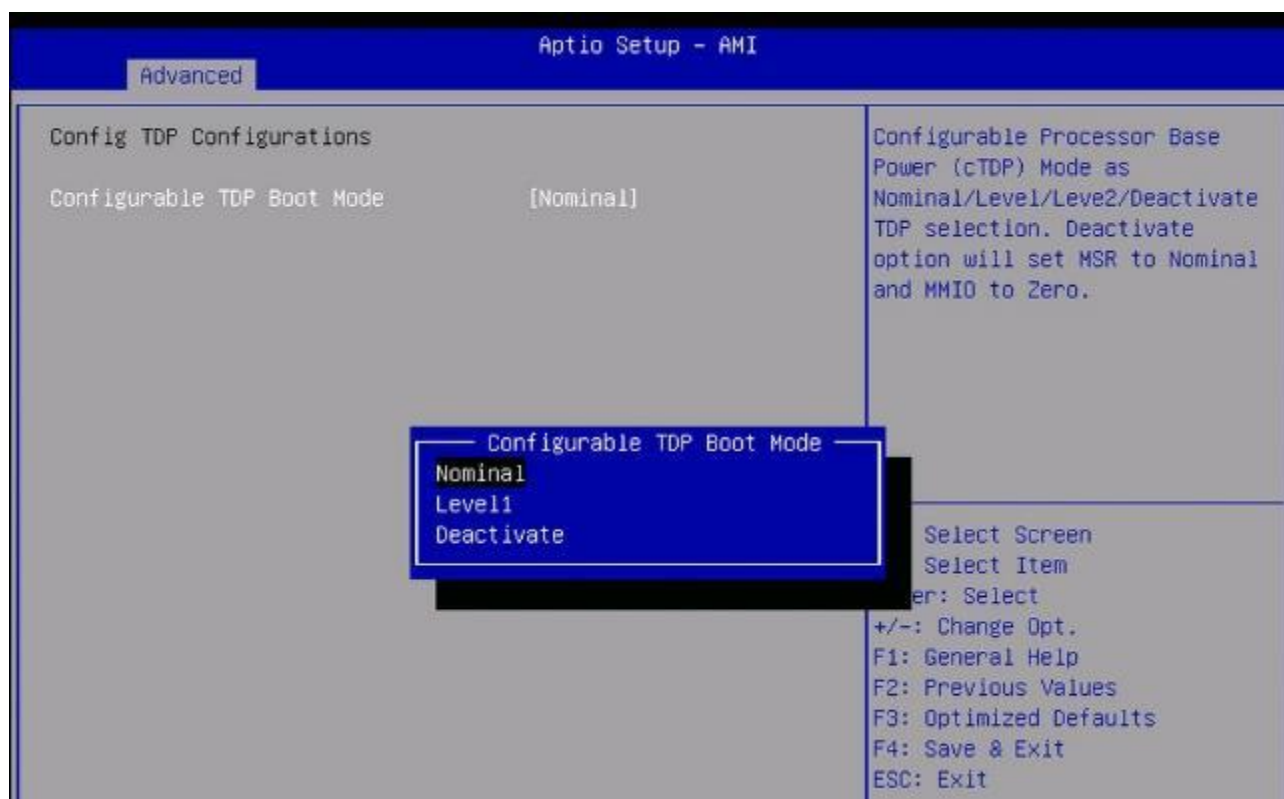 Aptio Setup - AMI
Advanced
Config TDP Configurations
Configurable TDP Boot Mode [Nominal]
Configurable Processor Base
Power (cTDP) Mode as
Nominal/Level/Leve2/Deactivate
TDP selection. Deactivate
option will set MSR to Nominal
and MMIO to Zero.
Configurable TDP Boot Mode
Nominal
Level1
Deactivate
Select Screen
Select Item
er: Select
+/-: Change Opt.
F1: General Help
F2: Previous Values
F3: Optimized Defaults
F4: Save & Exit
ESC: Exit